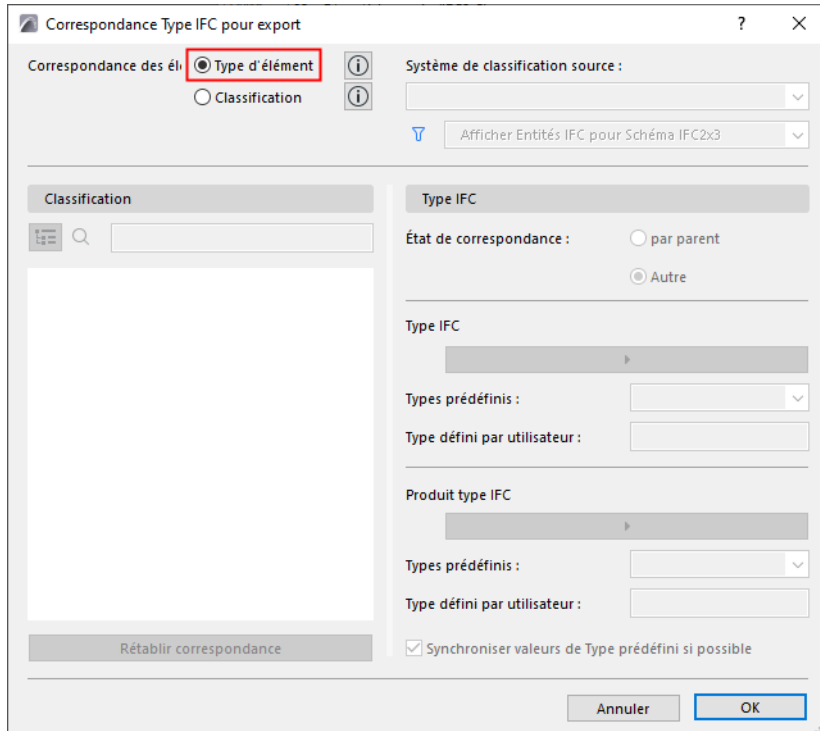 Correspondance Type IFC pour export
Correspondance des él
Type d'élément
Classification
Système de classification source :
Afficher Entités IFC pour Schéma IFC2x3
Classification
Rétablir correspondance
Type IFC
État de correspondance :
par parent
Autre
Type IFC
Types prédéfinis :
Type défini par utilisateur :
Produit type IFC
Types prédéfinis :
Type défini par utilisateur :
Synchroniser valeurs de Type prédéfini si possible
Annuler
OK